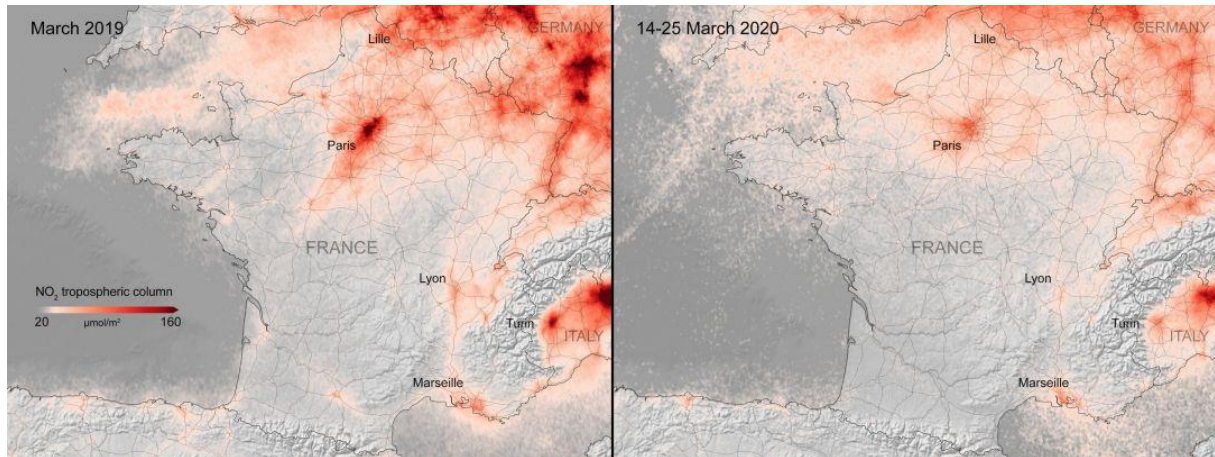 March 2019
Lille
GERMANY
Paris
FRANCE
Lyon
NO₂ tropospheric column
20 µmol/m² 160
Turin
ITALY
Marseille
14-25 March 2020
Lille
GERMANY
Paris
FRANCE
Lyon
Turin
ITALY
Marseille